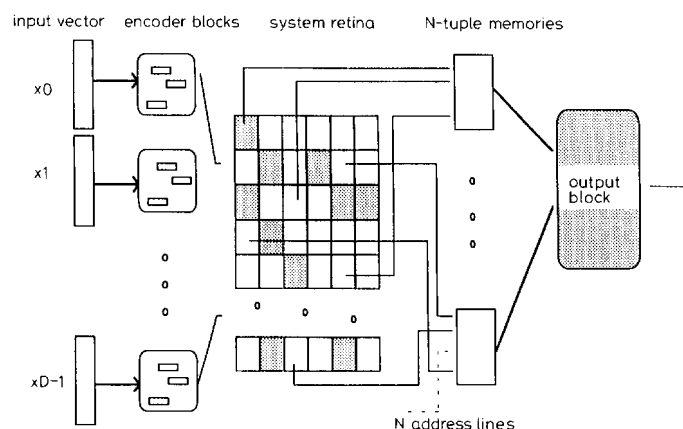 input vector
encoder blocks
system retina
N-tuple memories
x0
x1
output
block
xD-1
N address lines